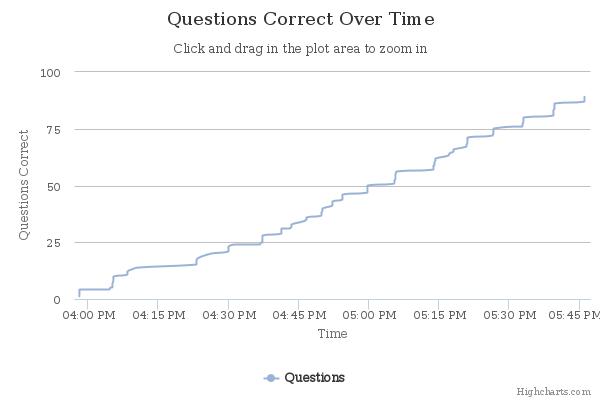 Questions Correct Over Time
Click and drag in the plot area to zoom in
Questions Correct
100
75
50
25
0
04:00 PM 04:15 PM 04:30 PM 04:45 PM 05:00 PM 05:15 PM 05:30 PM 05:45 PM
Time
Questions
Highcharts.com